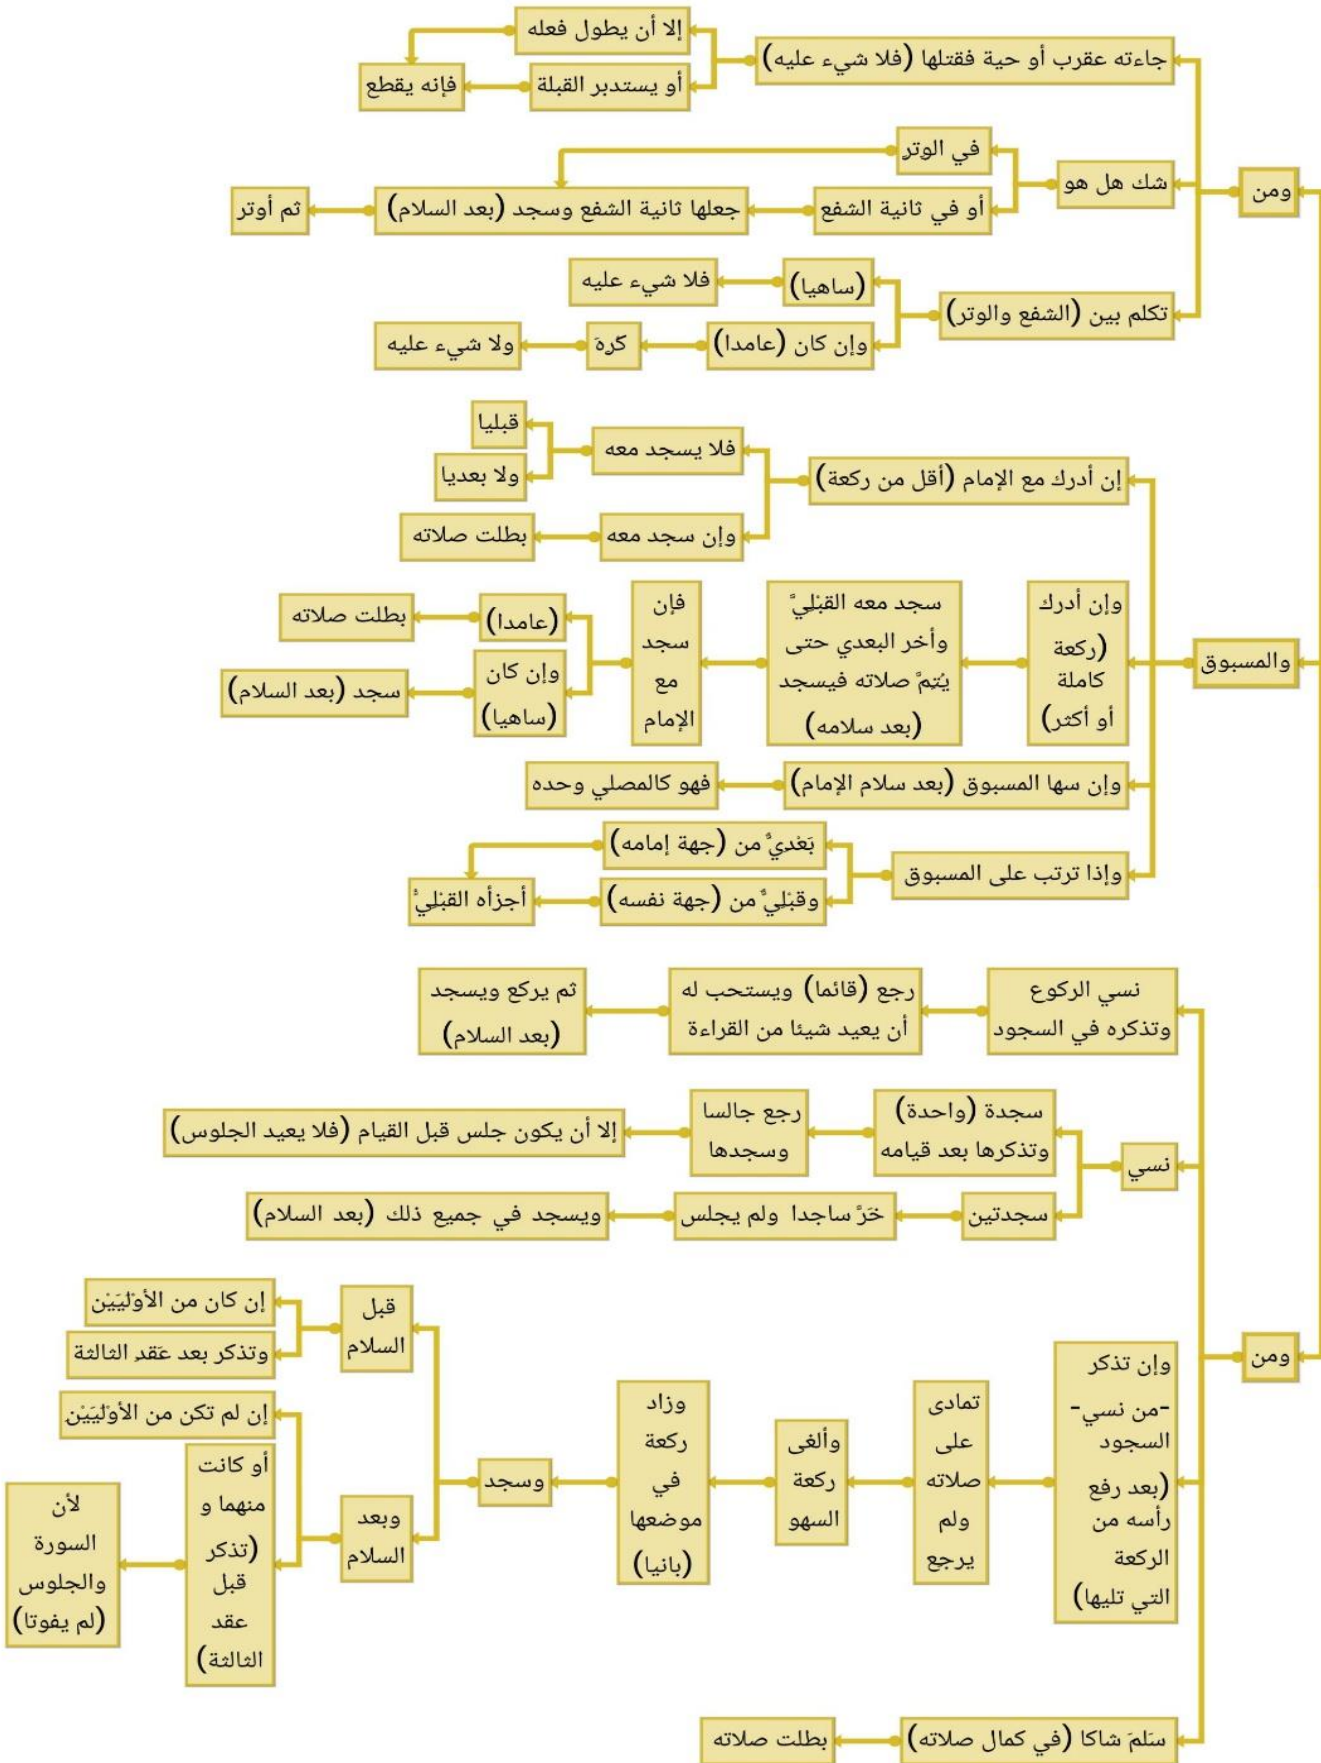 ومن
جاءته عقرب أو حية فقتلها (فلا شيء عليه)
إلا أن يطول فعله
أو يستدبر القبلة
فإنه يقطع
شك هل هو
في الوترِ
أو في ثانية الشفع
جعلها ثانية الشفع وسجد (بعد السلام)
ثم أوتر
تكلم بين (الشفع والوتر)
(ساهيا)
فلا شيء عليه
وإن كان (عامدا)
كرِهَ
ولا شيء عليه
والمسبوق
إن أدرك مع الإمام (أقل من ركعة)
فلا يسجد معه
قبليا
ولا بعديا
وإن سجد معه
بطلت صلاته
وإن أدرك
(ركعة
كاملة
أو أكثر)
سجد معه القبْلِيَّ
وأخر البعدي حتى
يُتِمَّ صلاته فيسجد
(بعد سلامه)
فإن
سجد
مع
الإمام
(عامدا)
بطلت صلاته
وإن كان
(ساهيا)
سجد (بعد السلام)
وإن سها المسبوق (بعد سلام الإمام)
فهو كالمصلي وحده
وإذا ترتب على المسبوق
بَعْدِيٌّ من (جهة إمامه)
وقبْلِيٌّ من (جهة نفسه)
أجزأه القبْلِيُّ
ومن
نسي الركوع
وتذكره في السجود
رجع (قائما) ويستحب له
أن يعيد شيئا من القراءة
ثم يركع ويسجد
(بعد السلام)
نسي
سجدة (واحدة)
وتذكرها بعد قيامه
رجع جالسا
وسجدها
إلا أن يكون جلس قبل القيام (فلا يعيد الجلوس)
سجدتين
خَرَّ ساجدا ولم يجلس
ويسجد في جميع ذلك (بعد السلام)
وإن تذكر
-من نسي-
السجود
(بعد رفع
رأسه من
الركعة
التي تليها)
تمادى
على
صلاته
ولم
يرجع
وألغى
ركعة
السهو
وزاد
ركعة
في
موضعها
(بانيا)
وسجد
قبل
السلام
إن كان من الأوْليَيْن
وتذكر بعد عَقدِ الثالثة
وبعد
السلام
إن لم تكن من الأوْليَيْنِ
أو كانت
منهما و
(تذكر
قبل
عقد
الثالثة)
لأن
السورة
والجلوس
(لم يفوتا)
سَلمَ شاكا (في كمال صلاته)
بطلت صلاته